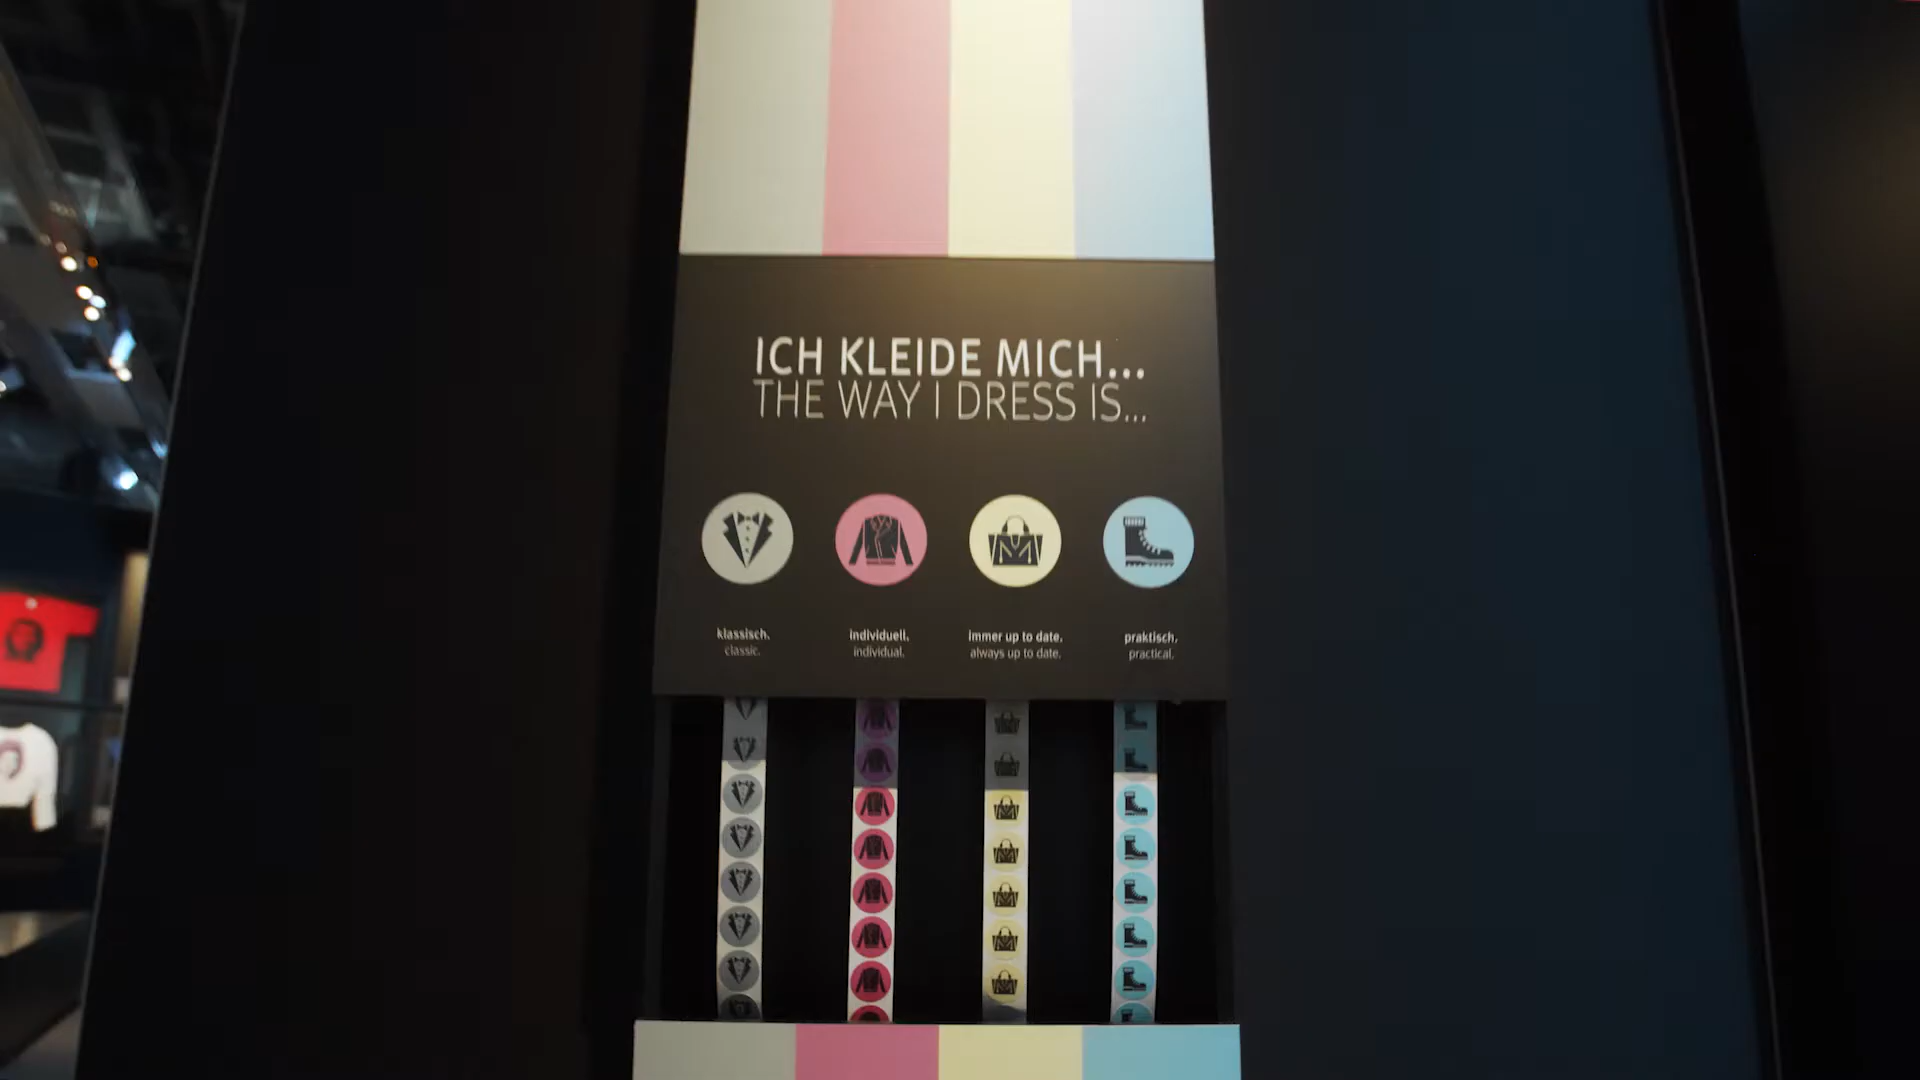 ICH KLEIDE MICH...
THE WAY I DRESS IS...
klassisch.
classic.
individuell.
individual.
immer up to date.
always up to date.
praktisch.
practical.